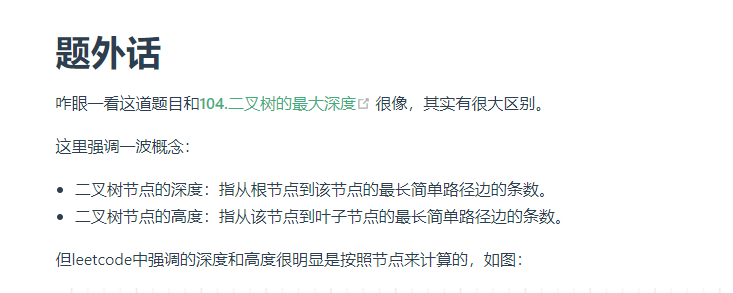 题外话
咋眼一看这道题目和104.二叉树的最大深度 很像，其实有很大区别。
这里强调一波概念：
二叉树节点的深度：指从根节点到该节点的最长简单路径边的条数。
二叉树节点的高度：指从该节点到叶子节点的最长简单路径边的条数。
但leetcode中强调的深度和高度很明显是按照节点来计算的，如图：